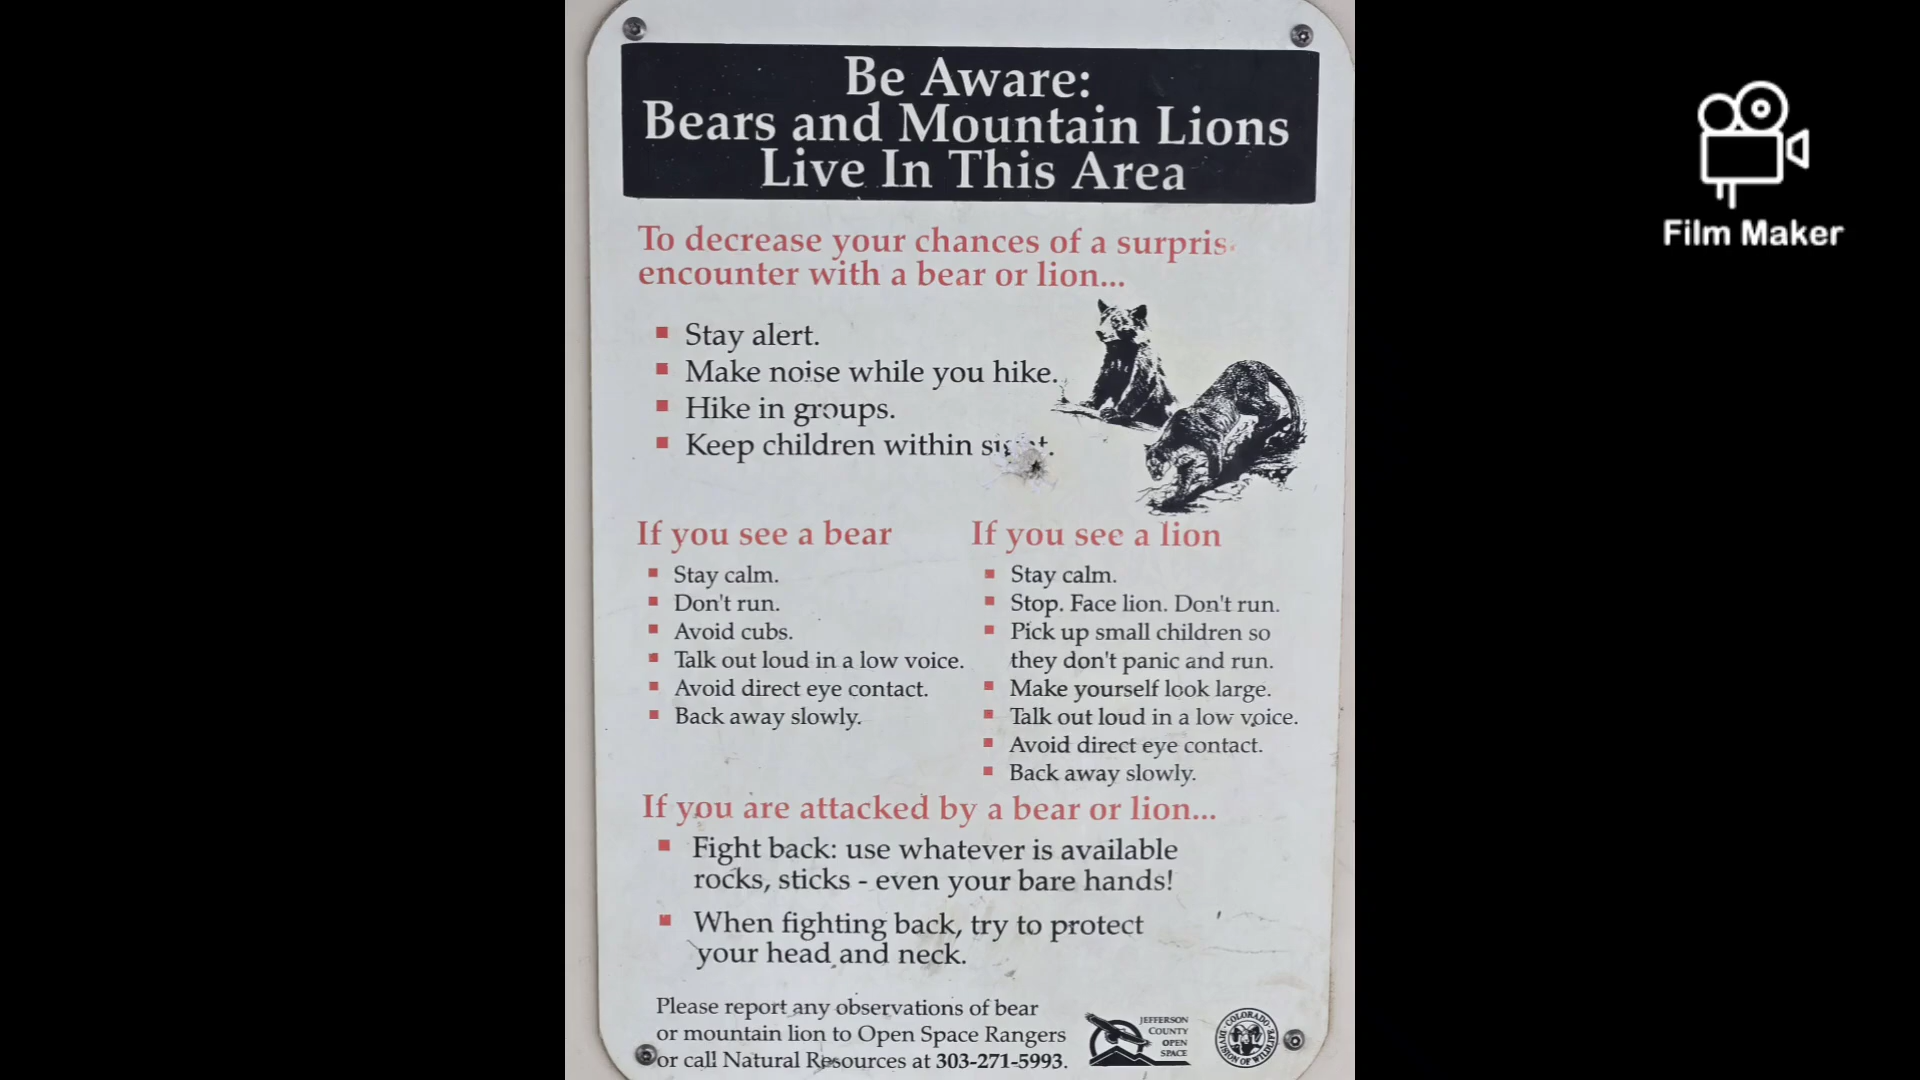 Be Aware:
Bears and Mountain Lions
Live In This Area
Film Maker
To decrease your chances of a
encounter with a bear or lion...
Stay alert.
Make noise while you hike.
Hike in groups.
Keep children within
If you see a bear
Stay calm.
Don't run.
Avoid cubs.
Talk out loud in a low voice.
Avoid direct eye contact.
Back away slowly.
If you see a lion
Stay calm.
Stop. Face lion. Don't run.
Pick up small children so
they don't panic and run.
Make yourself look large.
Talk out loud in a low voice.
Avoid direct eye contact.
Back away slowly.
If you are attacked by a bear or lion...
Fight back: use whatever is available
rocks, sticks - even your bare hands!
When fighting back, try to protect
your head and neck.
Please report any observations of bear
or mountain lion to Open Space Rangers
or call Natural Resources at 303-271-5993.
JEFFERSON
COUNTY
OPEN
SPACE
COLORADO
DIVISION OF WILDLIFE